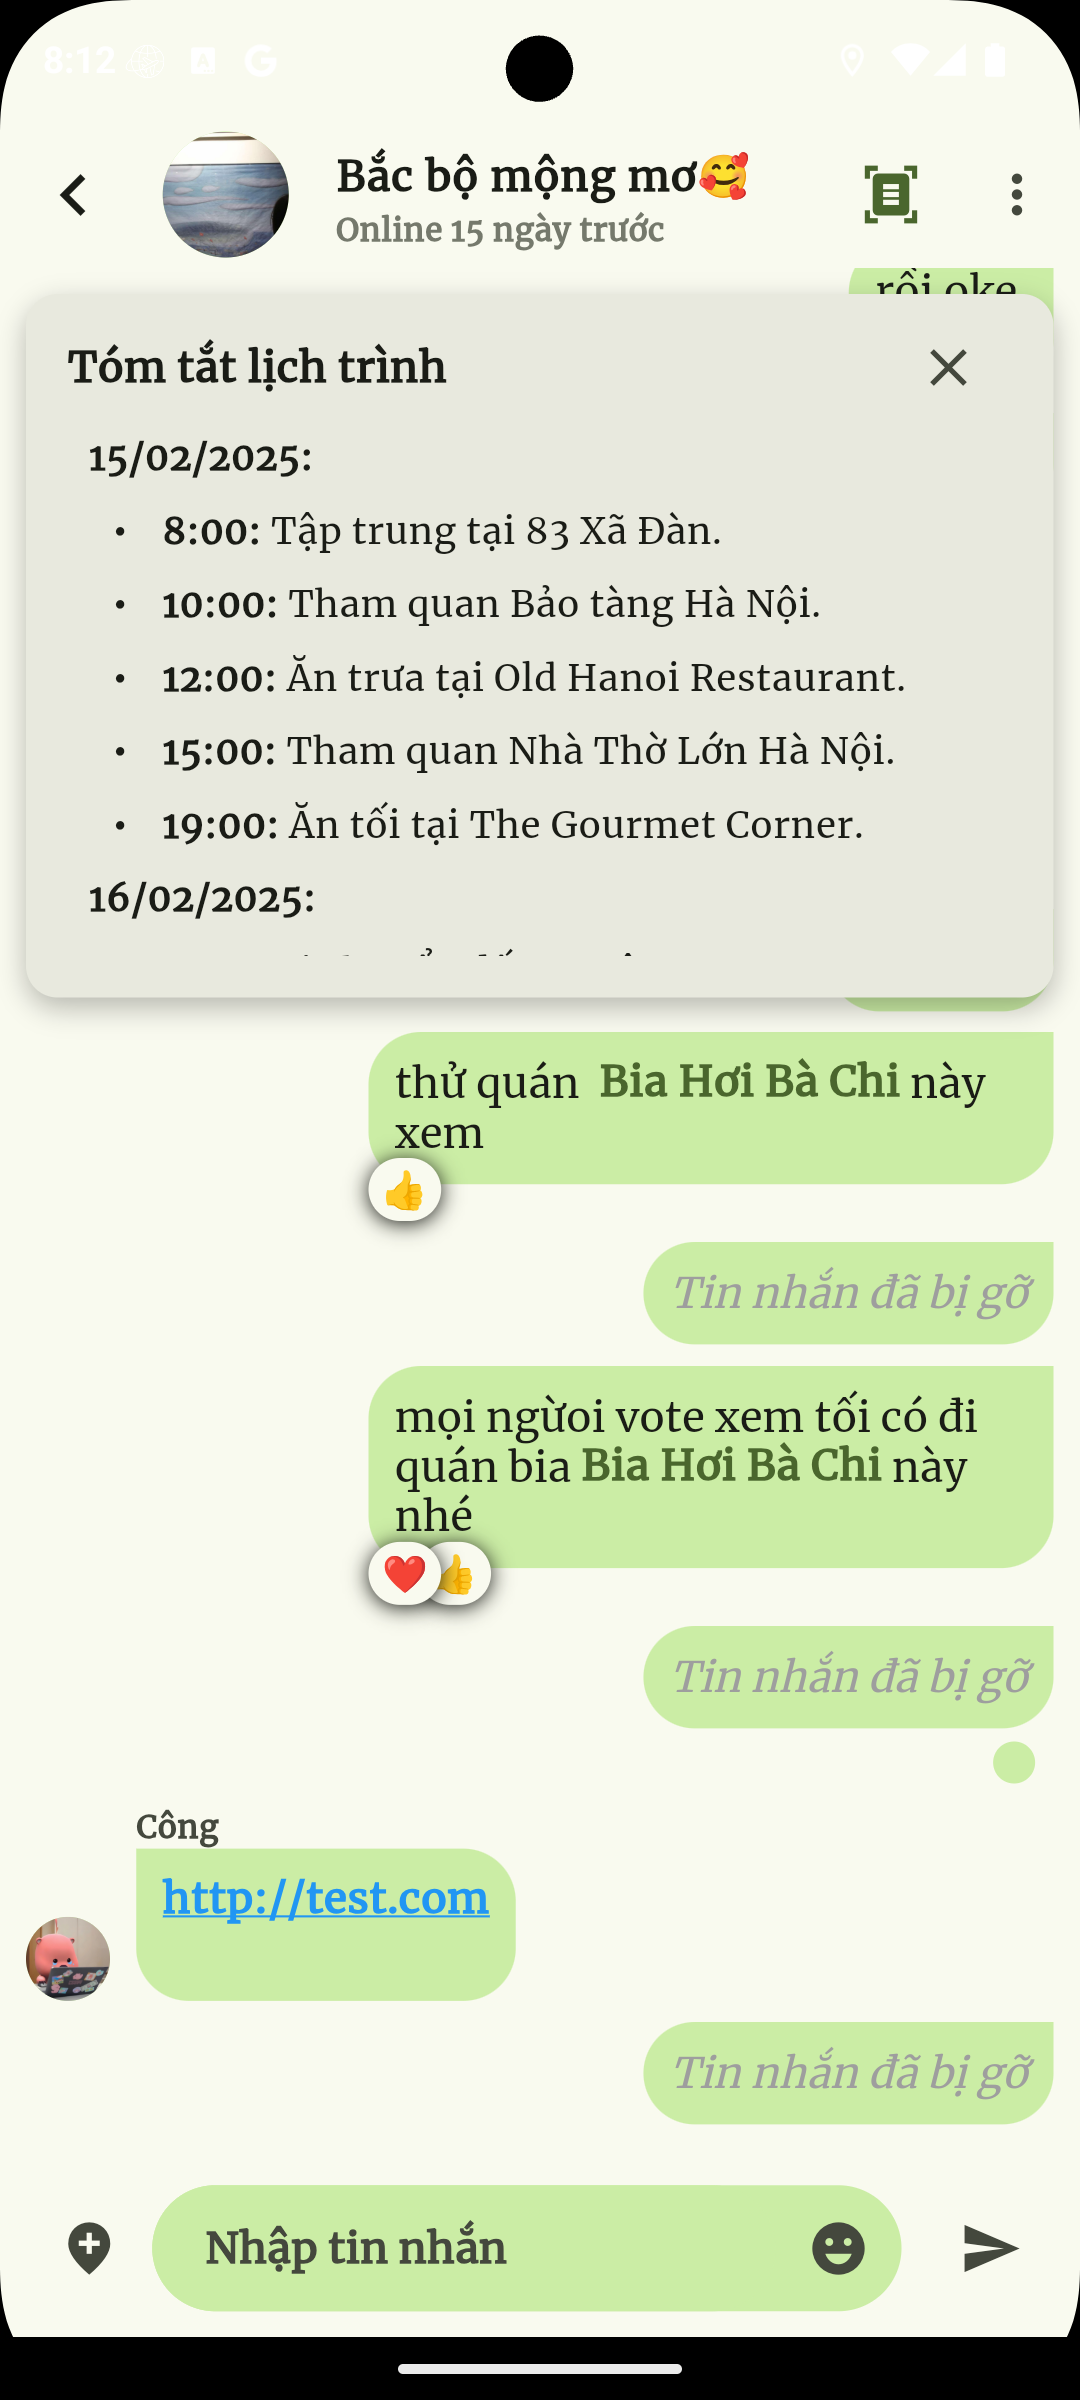 8:12
Bắc bộ mộng mơ🥰
Online 15 ngày trước
rồi oke
Tóm tắt lịch trình
15/02/2025:
• 8:00: Tập trung tại 83 Xã Đàn.
• 10:00: Tham quan Bảo tàng Hà Nội.
• 12:00: Ăn trưa tại Old Hanoi Restaurant.
• 15:00: Tham quan Nhà Thờ Lớn Hà Nội.
• 19:00: Ăn tối tại The Gourmet Corner.
16/02/2025:
thử quán Bia Hơi Bà Chi này
xem
👍
Tin nhắn đã bị gỡ
mọi ngừoi vote xem tối có đi
quán bia Bia Hơi Bà Chi này
nhé
❤️👍
Tin nhắn đã bị gỡ
Công
http://test.com
Tin nhắn đã bị gỡ
Nhập tin nhắn